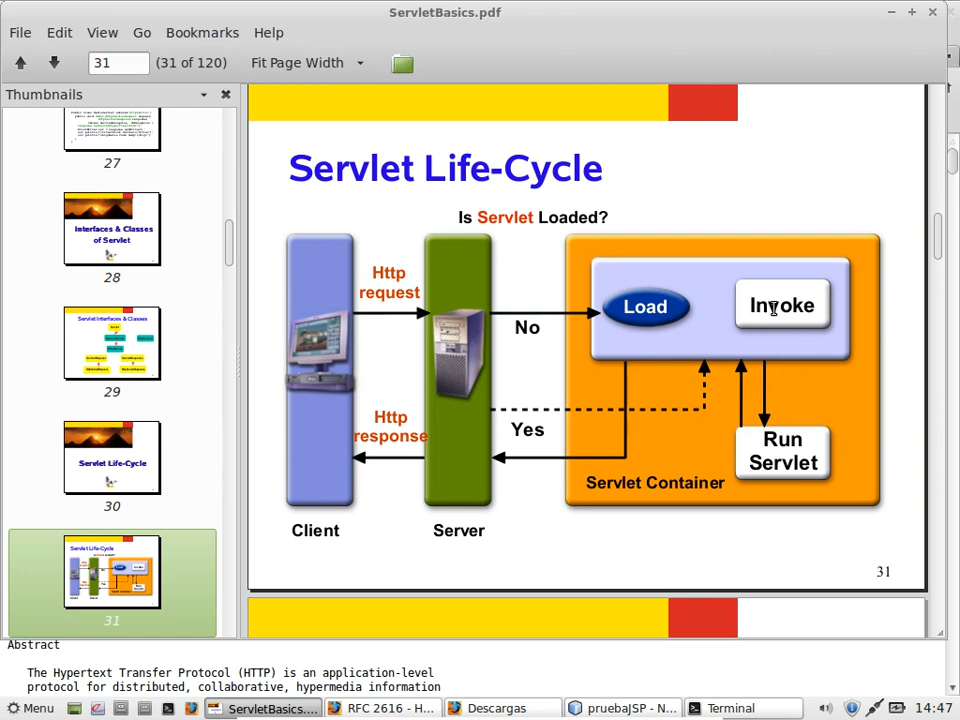 ServletBasics.pdf
File Edit View Go Bookmarks Help
31 (31 of 120) Fit Page Width
Thumbnails
27
Interfaces & Classes
of Servlet
28
Servlet Interfaces & Classes
29
Servlet Life-Cycle
30
Servlet Life-Cycle
31
Servlet Life-Cycle
Is Servlet Loaded?
Http
request
No
Load
Invoke
Http
response
Yes
Run
Servlet
Servlet Container
Client
Server
31
Abstract
The Hypertext Transfer Protocol (HTTP) is an application-level
protocol for distributed, collaborative, hypermedia information
Menu
ServletBasics....
RFC 2616 - H...
Descargas
pruebaJSP - N...
Terminal
14:47